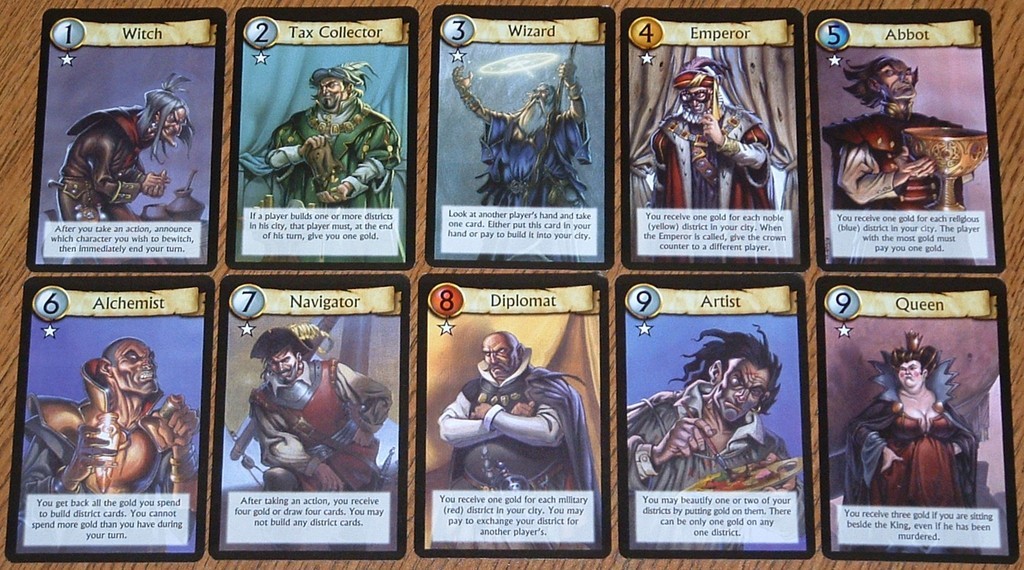 1 Witch
After you take an action, announce
which character you wish to bewitch,
then immediately end your turn.
2 Tax Collector
If a player builds one or more districts
in his city, that player must, at the end
of his turn, give you one gold.
3 Wizard
Look at another player's hand and take
one card. Either put this card in your
hand or pay to build it into your city.
4 Emperor
You receive one gold for each noble
(yellow) district in your city. When
the Emperor is called, give the crown
counter to a different player.
5 Abbot
You receive one gold for each religious
(blue) district in your city. The player
with the most gold must
pay you one gold.
6 Alchemist
You get back all the gold you spend
to build district cards. You cannot
spend more gold than you have during
your turn.
7 Navigator
After taking an action, you receive
four gold or draw four cards. You may
not build any district cards.
8 Diplomat
You receive one gold for each military
(red) district in your city. You may
pay to exchange your district for
another player's.
9 Artist
You may beautify one or two of your
districts by putting gold on them. There
can be only one gold on any
one district.
9 Queen
You receive three gold if you are sitting
beside the King, even if he has been
murdered.